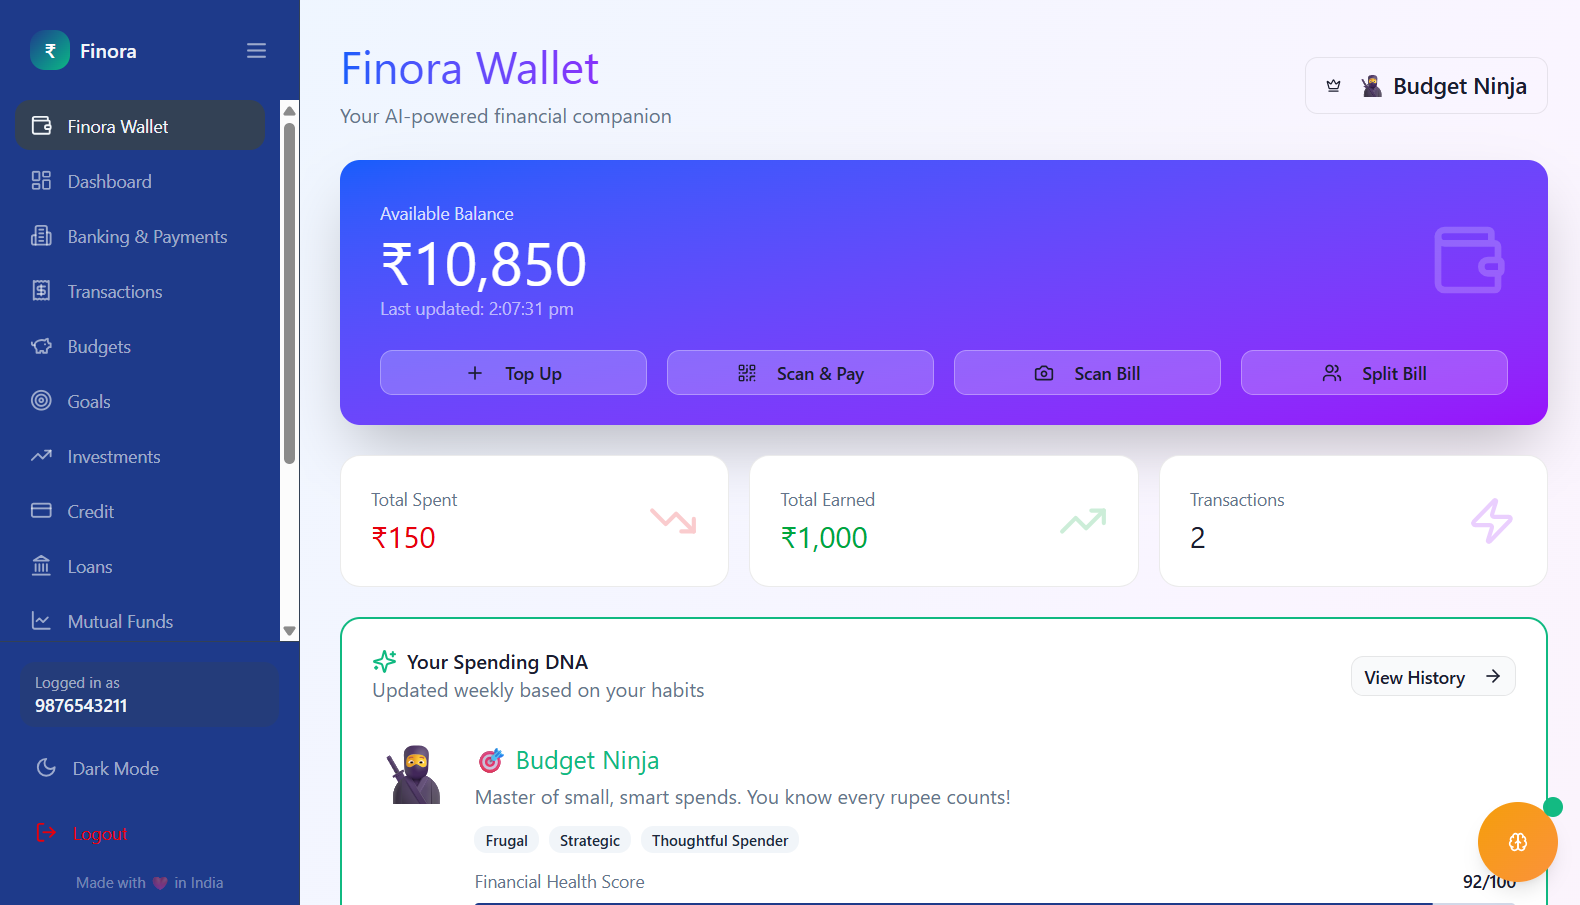 ₹ Finora
Finora Wallet
Dashboard
Banking & Payments
Transactions
Budgets
Goals
Investments
Credit
Loans
Mutual Funds
Logged in as
9876543211
Dark Mode
Logout
Made with ❤️ in India
Finora Wallet
Your AI-powered financial companion
Budget Ninja
Available Balance
₹10,850
Last updated: 2:07:31 pm
Top Up
Scan & Pay
Scan Bill
Split Bill
Total Spent
₹150
Total Earned
₹1,000
Transactions
2
Your Spending DNA
Updated weekly based on your habits
View History
Budget Ninja
Master of small, smart spends. You know every rupee counts!
Frugal
Strategic
Thoughtful Spender
Financial Health Score
92/100